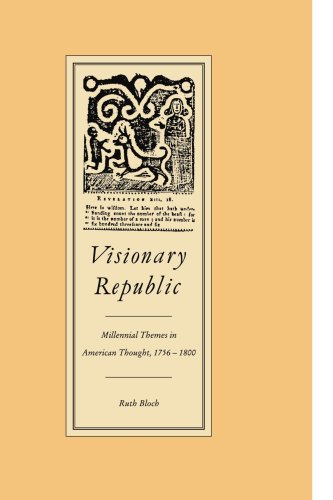 REVELATION xiii. 18.
Here is wisdom. Let him that hath under-
"standing count the number of the beast: for
"it is the number of a man; and his number is
"six hundred threescore and six
Visionary
Republic
Millennial Themes in
American Thought, 1756 – 1800
Ruth Bloch